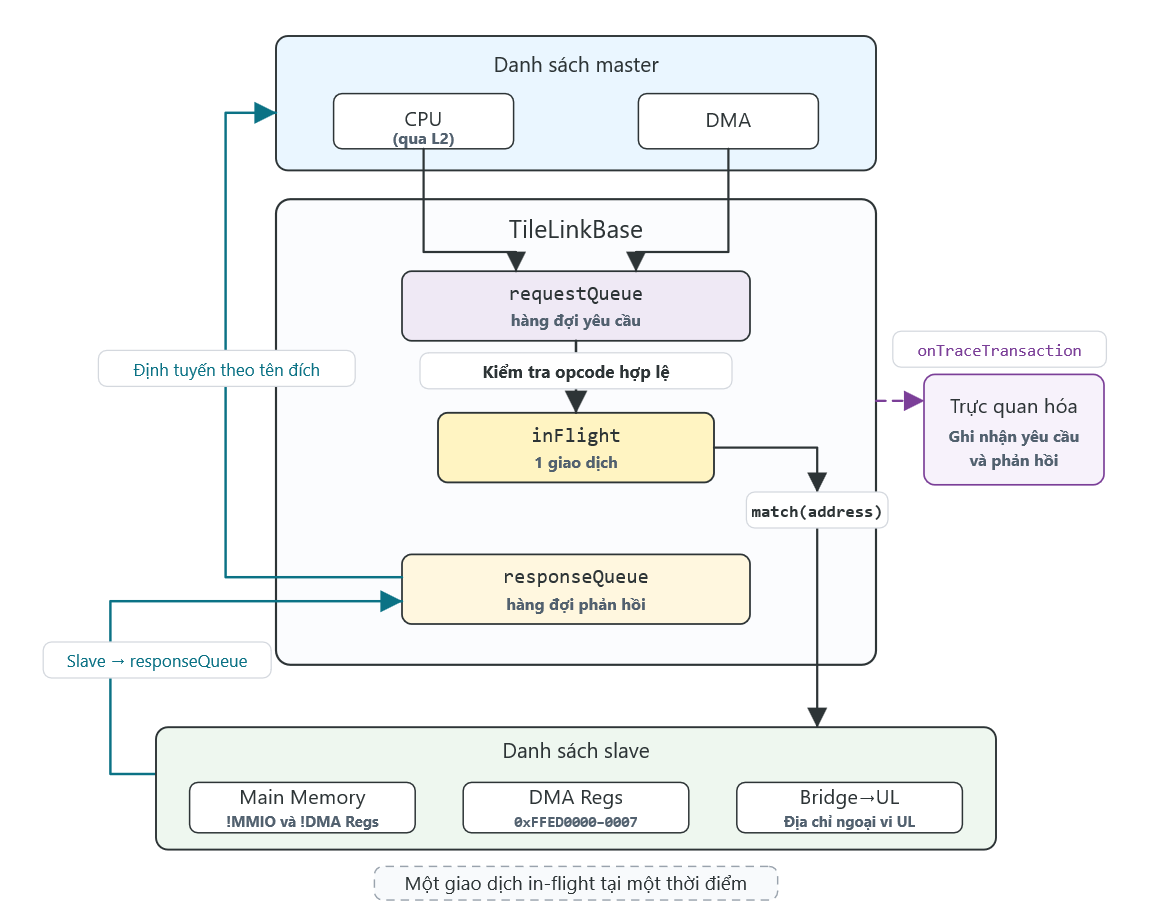 Danh sách master
CPU
(qua L2)
DMA
TileLinkBase
requestQueue
hàng đợi yêu cầu
onTraceTransaction
Định tuyến theo tên đích
Kiểm tra opcode hợp lệ
Trực quan hóa
Ghi nhận yêu cầu
và phản hồi
inFlight
1 giao dịch
match(address)
responseQueue
hàng đợi phản hồi
Slave → responseQueue
Danh sách slave
Main Memory
!MMIO và !DMA Regs
DMA Regs
0xFFED0000–0007
Bridge→UL
Địa chỉ ngoại vi UL
Một giao dịch in-flight tại một thời điểm